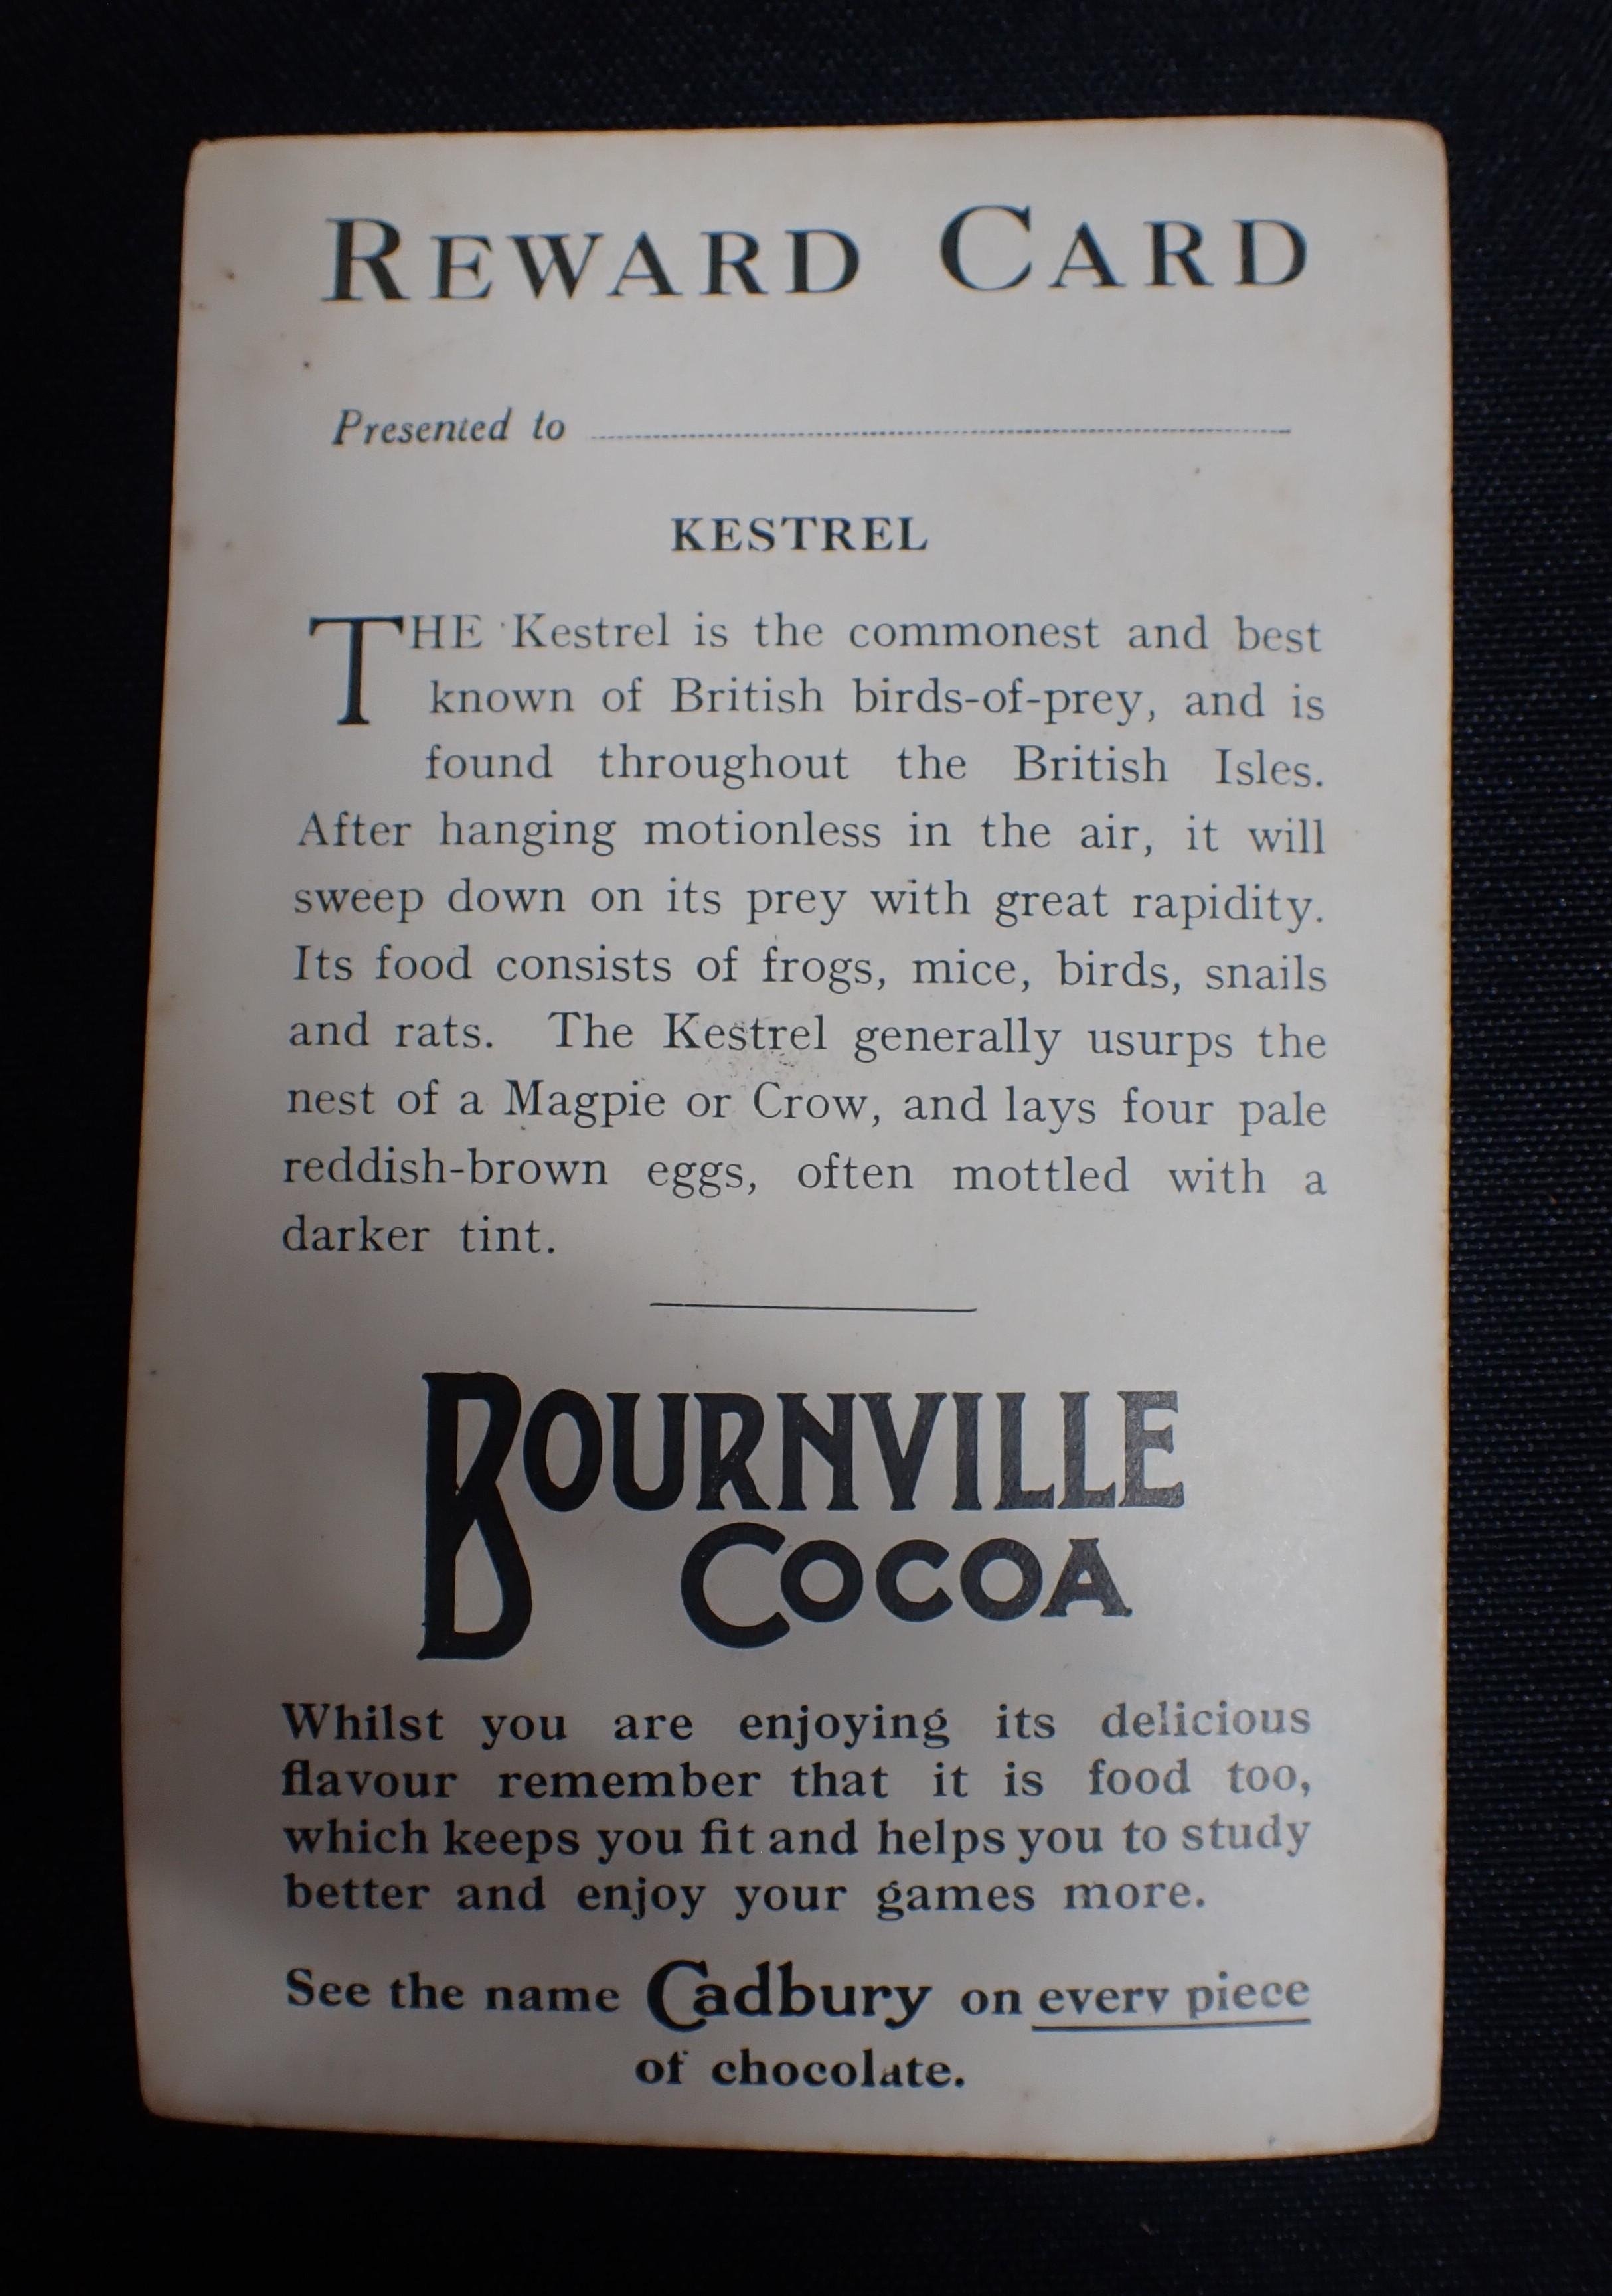 REWARD CARD
Presented to
KESTREL
THE Kestrel is the commonest and best
known of British birds-of-prey, and is
found throughout the British Isles.
After hanging motionless in the air, it will
sweep down on its prey with great rapidity.
Its food consists of frogs, mice, birds, snails
and rats. The Kestrel generally usurps the
nest of a Magpie or Crow, and lays four pale
reddish-brown eggs, often mottled with a
darker tint.
BOURNVILLE
COCOA
Whilst you are enjoying its delicious
flavour remember that it is food too,
which keeps you fit and helps you to study
better and enjoy your games more.
See the name Cadbury on every piece
of chocolate.